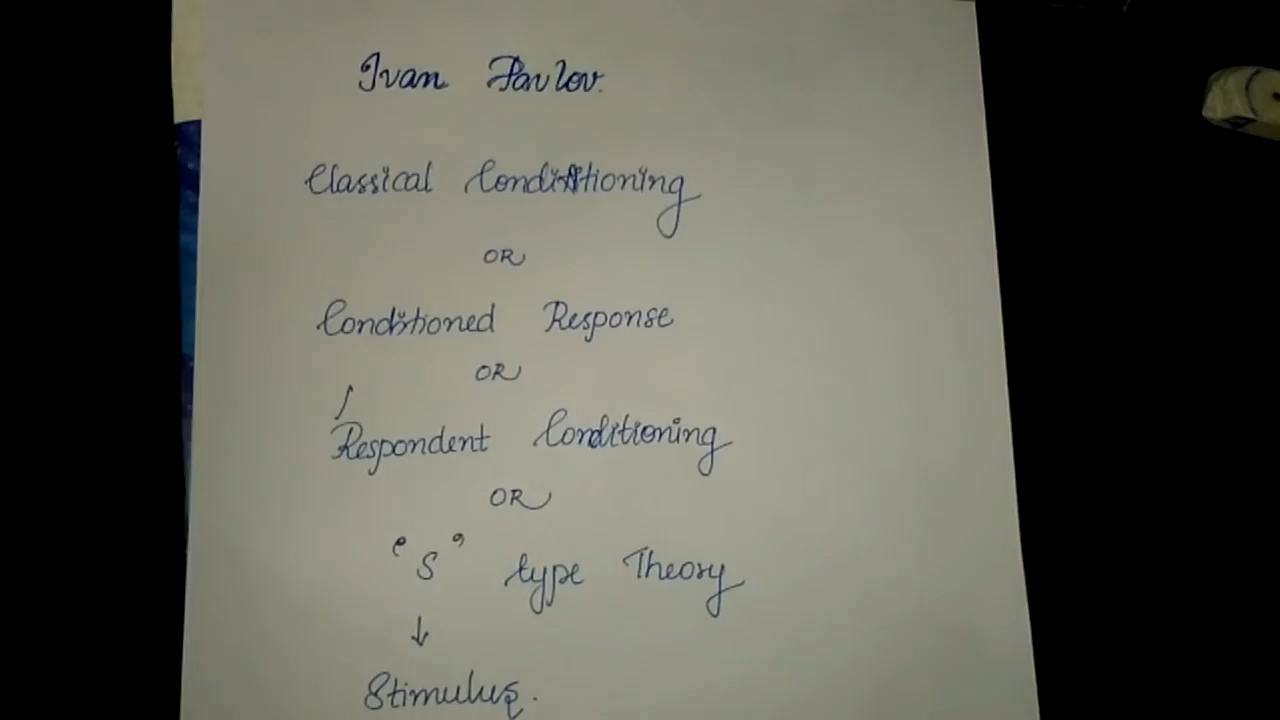 Ivan Pavlov.
Classical Conditioning
OR
Conditioned Response
OR
Respondent Conditioning
OR
'S' type Theory
↓
Stimulus.